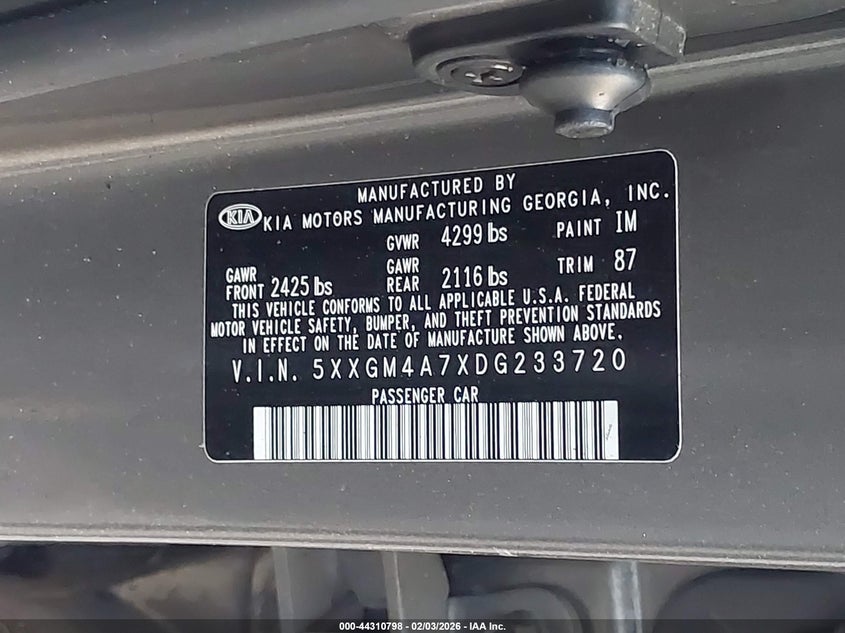 MANUFACTURED BY
KIA KIA MOTORS MANUFACTURING GEORGIA, INC.
GVWR 4299 lbs PAINT IM
GAWR FRONT 2425 lbs GAWR REAR 2116 lbs TRIM 87
THIS VEHICLE CONFORMS TO ALL APPLICABLE U.S.A. FEDERAL
MOTOR VEHICLE SAFETY, BUMPER, AND THEFT PREVENTION STANDARDS
IN EFFECT ON THE DATE OF MANUFACTURE SHOWN ABOVE.
V.I.N. 5XXGM4A7XDG233720
PASSENGER CAR
000-44310798 - 02/03/2026 - IAA Inc.